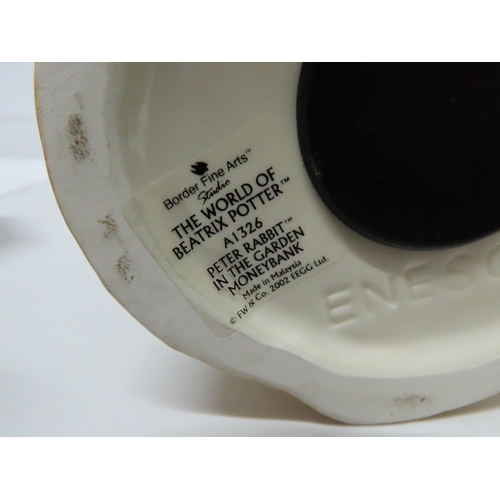 Border Fine Arts™
Studio
THE WORLD OF
BEATRIX POTTER™
A1326
PETER RABBIT™
IN THE GARDEN
MONEYBANK
Made in Malaysia
© FW & Co. 2002 EEGG Ltd.
ENESCO